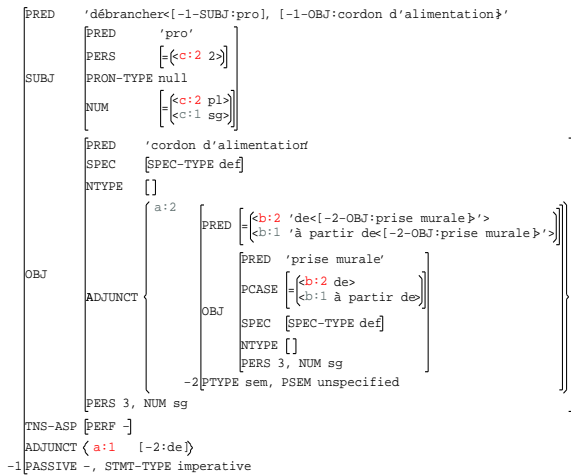 PRED 'débrancher<[-1-SUBJ:pro], [-1-OBJ:cordon d'alimentation]>'
PRED 'pro'
PERS =<c:2 2>
SUBJ PRON-TYPE null
NUM =<c:2 pl>
<c:1 sg>
PRED 'cordon d'alimentation'
SPEC [SPEC-TYPE def]
NTYPE []
a:2
PRED =<b:2 'de<[-2-OBJ:prise murale]>'>
<b:1 'à partir de<[-2-OBJ:prise murale]>'>
PRED 'prise murale'
PCASE =<b:2 de>
<b:1 à partir de>
OBJ
ADJUNCT
OBJ
SPEC [SPEC-TYPE def]
NTYPE []
PERS 3, NUM sg
-2 PTYPE sem, PSEM unspecified
PERS 3, NUM sg
TNS-ASP [PERF -]
ADJUNCT a:1 [-2:de]
-1 PASSIVE -, STMT-TYPE imperative